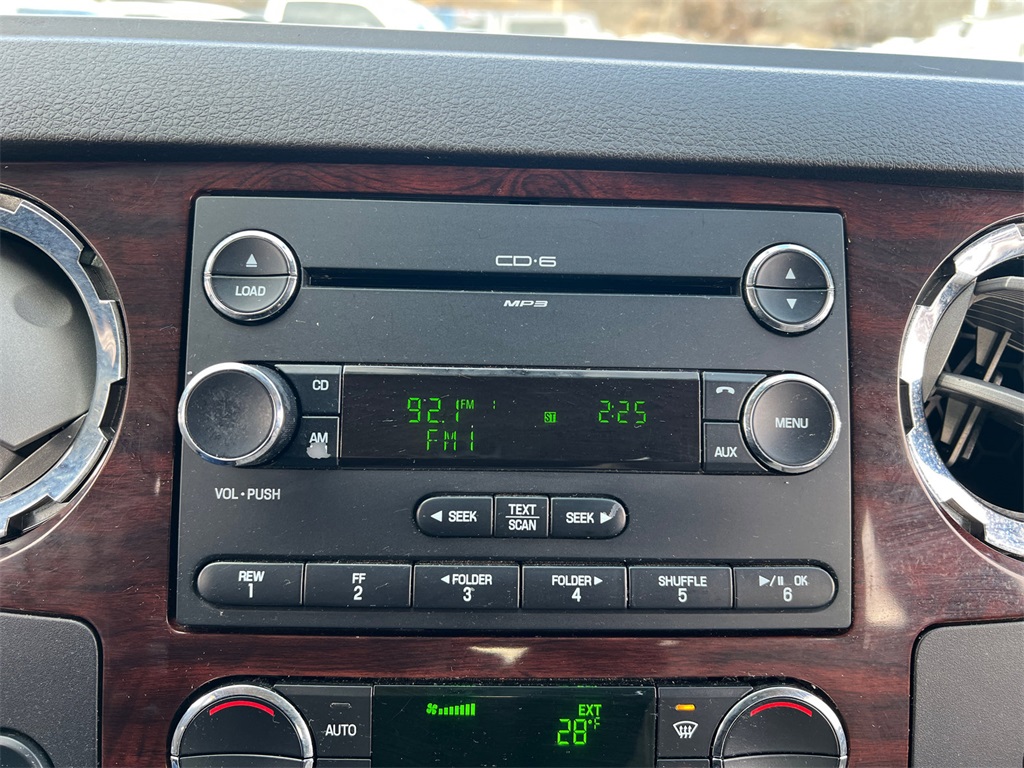 CD·6
LOAD
MP3
CD
92.1 FM 1 ST 2:25
FM1
MENU
AM
AUX
VOL • PUSH
◄ SEEK TEXT SCAN SEEK ►
REW 1
FF 2
◄FOLDER 3
FOLDER► 4
SHUFFLE 5
►/II OK 6
AUTO
EXT
28°F